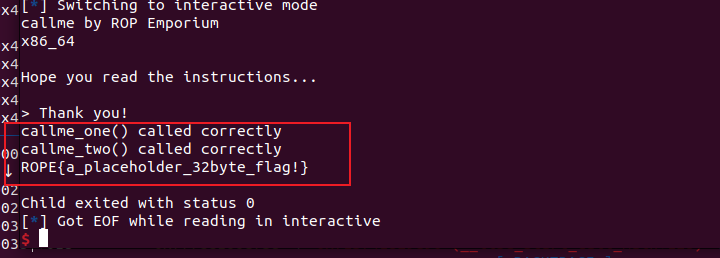 x4
[*] Switching to interactive mode
callme by ROP Emporium
x4
x86_64
x4
x4
Hope you read the instructions...
x4
x4
> Thank you!
callme_one() called correctly
00
callme_two() called correctly
↓
ROPE{a_placeholder_32byte_flag!}
02
02
Child exited with status 0
03
[*] Got EOF while reading in interactive
03
$